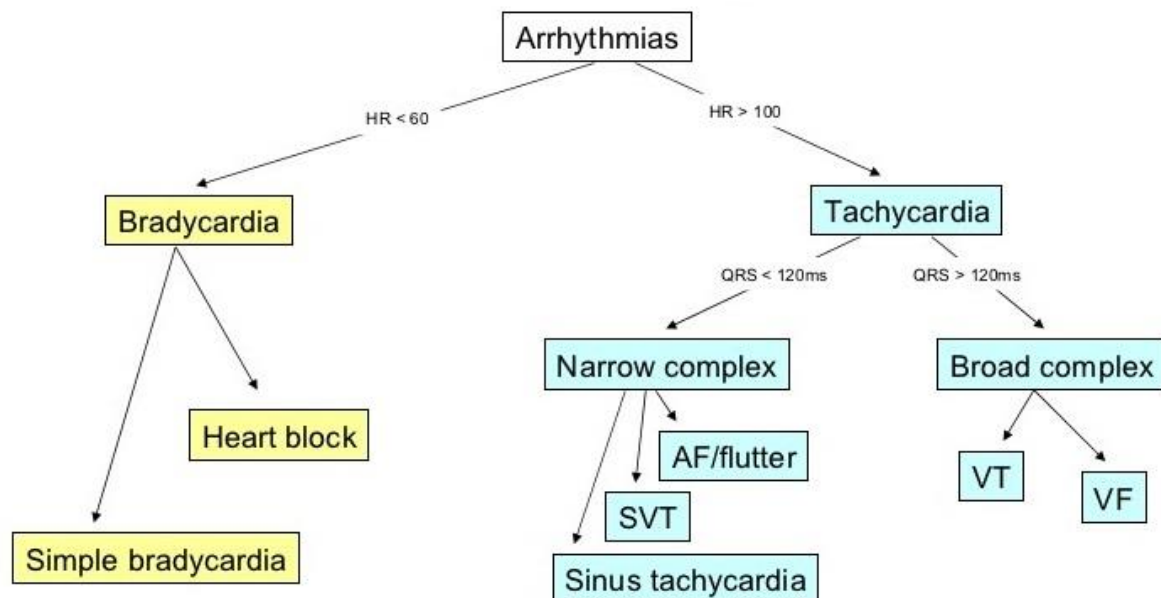 Arrhythmias
HR < 60
HR > 100
Bradycardia
Tachycardia
QRS < 120ms
QRS > 120ms
Narrow complex
Broad complex
Heart block
AF/flutter
VT
VF
SVT
Simple bradycardia
Sinus tachycardia